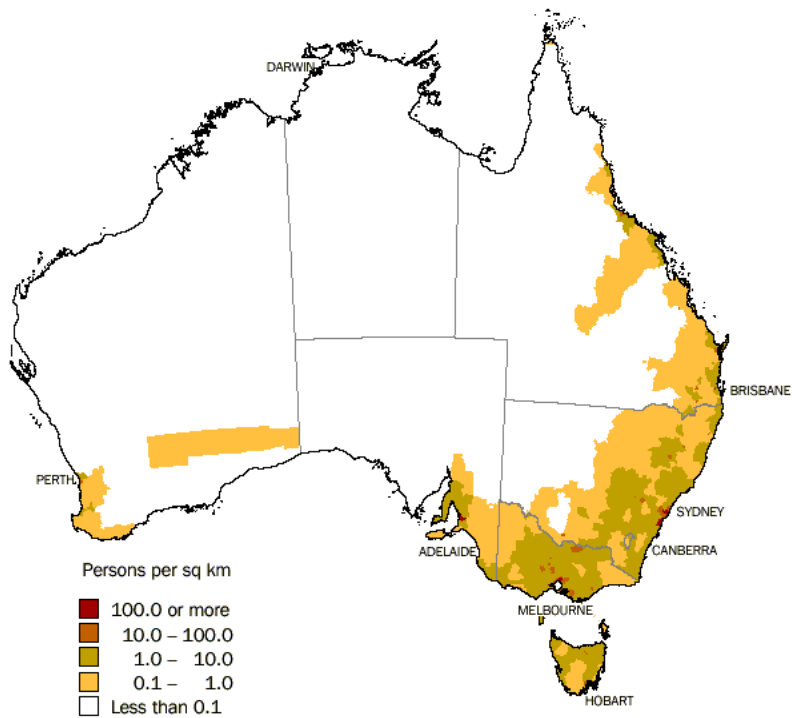 DARWIN
BRISBANE
PERTH
SYDNEY
ADELAIDE
CANBERRA
MELBOURNE
HOBART
Persons per sq km
100.0 or more
10.0 – 100.0
1.0 – 10.0
0.1 – 1.0
Less than 0.1